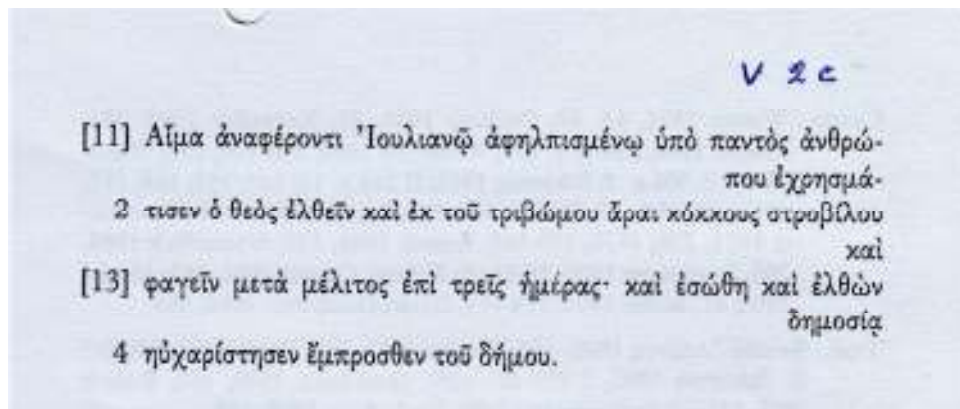 V 2 c
[11] Αἷμα ἀναφέροντι Ἰουλιανῷ ἀφηλπισμένῳ ὑπὸ παντὸς ἀνθρώ-
που ἐχρησμά-
2 τισεν ὁ θεὸς ἐλθεῖν καὶ ἐκ τοῦ τριβώμου ἆραι κόκκους στροβίλου
καὶ
[13] φαγεῖν μετὰ μέλιτος ἐπὶ τρεῖς ἡμέρας· καὶ ἐσώθη καὶ ἐλθὼν
δημοσίᾳ
4 ηὐχαρίστησεν ἔμπροσθεν τοῦ δήμου.